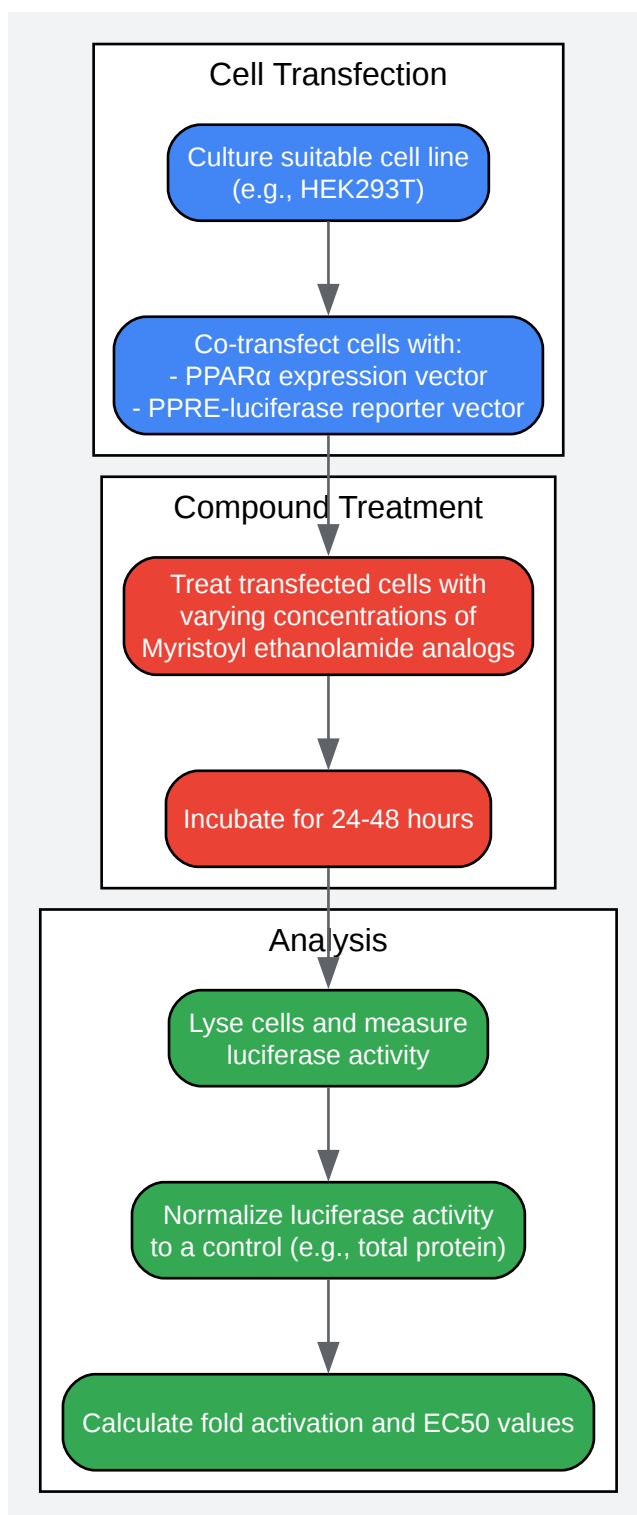 Cell Transfection
Culture suitable cell line
(e.g., HEK293T)
Co-transfect cells with:
- PPARα expression vector
- PPRE-luciferase reporter vector
Compound Treatment
Treat transfected cells with
varying concentrations of
Myristoyl ethanolamide analogs
Incubate for 24-48 hours
Analysis
Lyse cells and measure
luciferase activity
Normalize luciferase activity
to a control (e.g., total protein)
Calculate fold activation and EC50 values